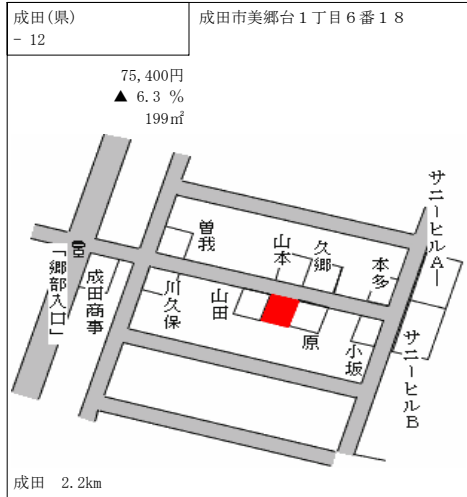 成田(県)
- 12
成田市美郷台１丁目６番１８
75,400円
▲ 6.3 %
199㎡
サニーヒルA
曽我
山本
久郷
本多
「郷部入口」
成田商事
川久保
山田
原
小坂
サニーヒルB
成田 2.2km